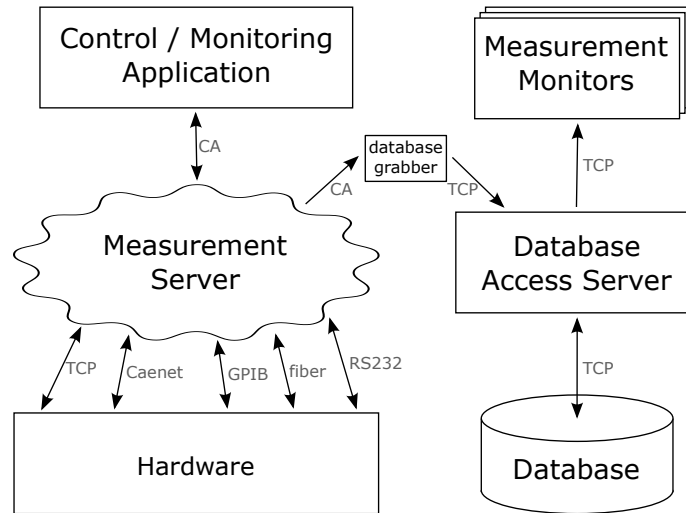 Control / Monitoring
Application
Measurement
Monitors
CA
database
grabber
CA
TCP
TCP
Measurement
Server
Database
Access Server
TCP
Caenet
GPIB
fiber
RS232
TCP
Hardware
Database